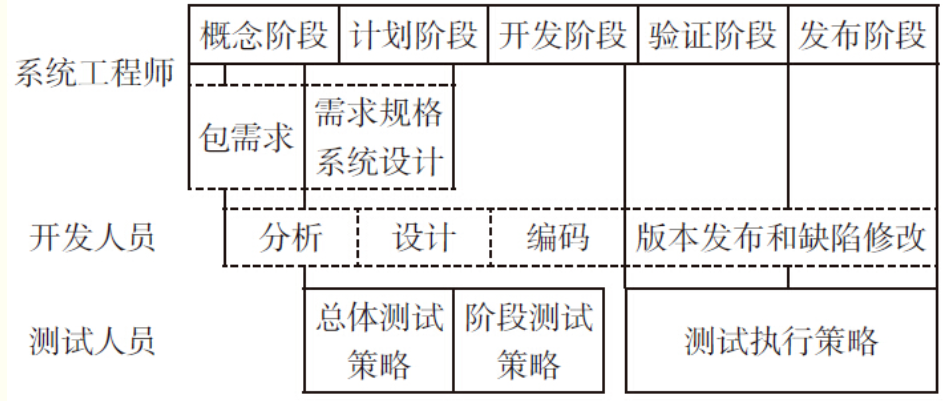 概念阶段 计划阶段 开发阶段 验证阶段 发布阶段
系统工程师
包需求
需求规格
系统设计
开发人员 分析 设计 编码 版本发布和缺陷修改
测试人员
总体测试
策略
阶段测试
策略
测试执行策略